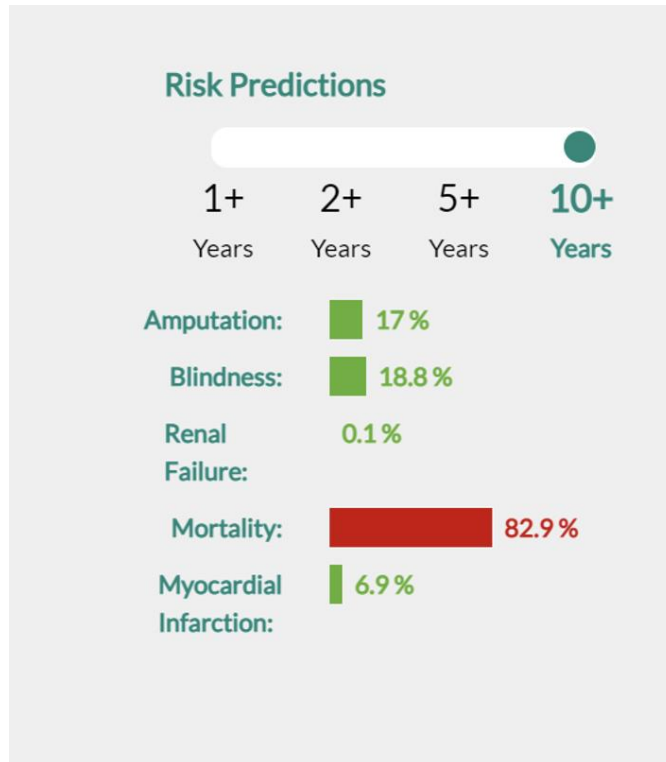 Risk Predictions
1+ 2+ 5+ 10+
Years Years Years Years
Amputation: 17 %
Blindness: 18.8 %
Renal 0.1 %
Failure:
Mortality: 82.9 %
Myocardial 6.9 %
Infarction: